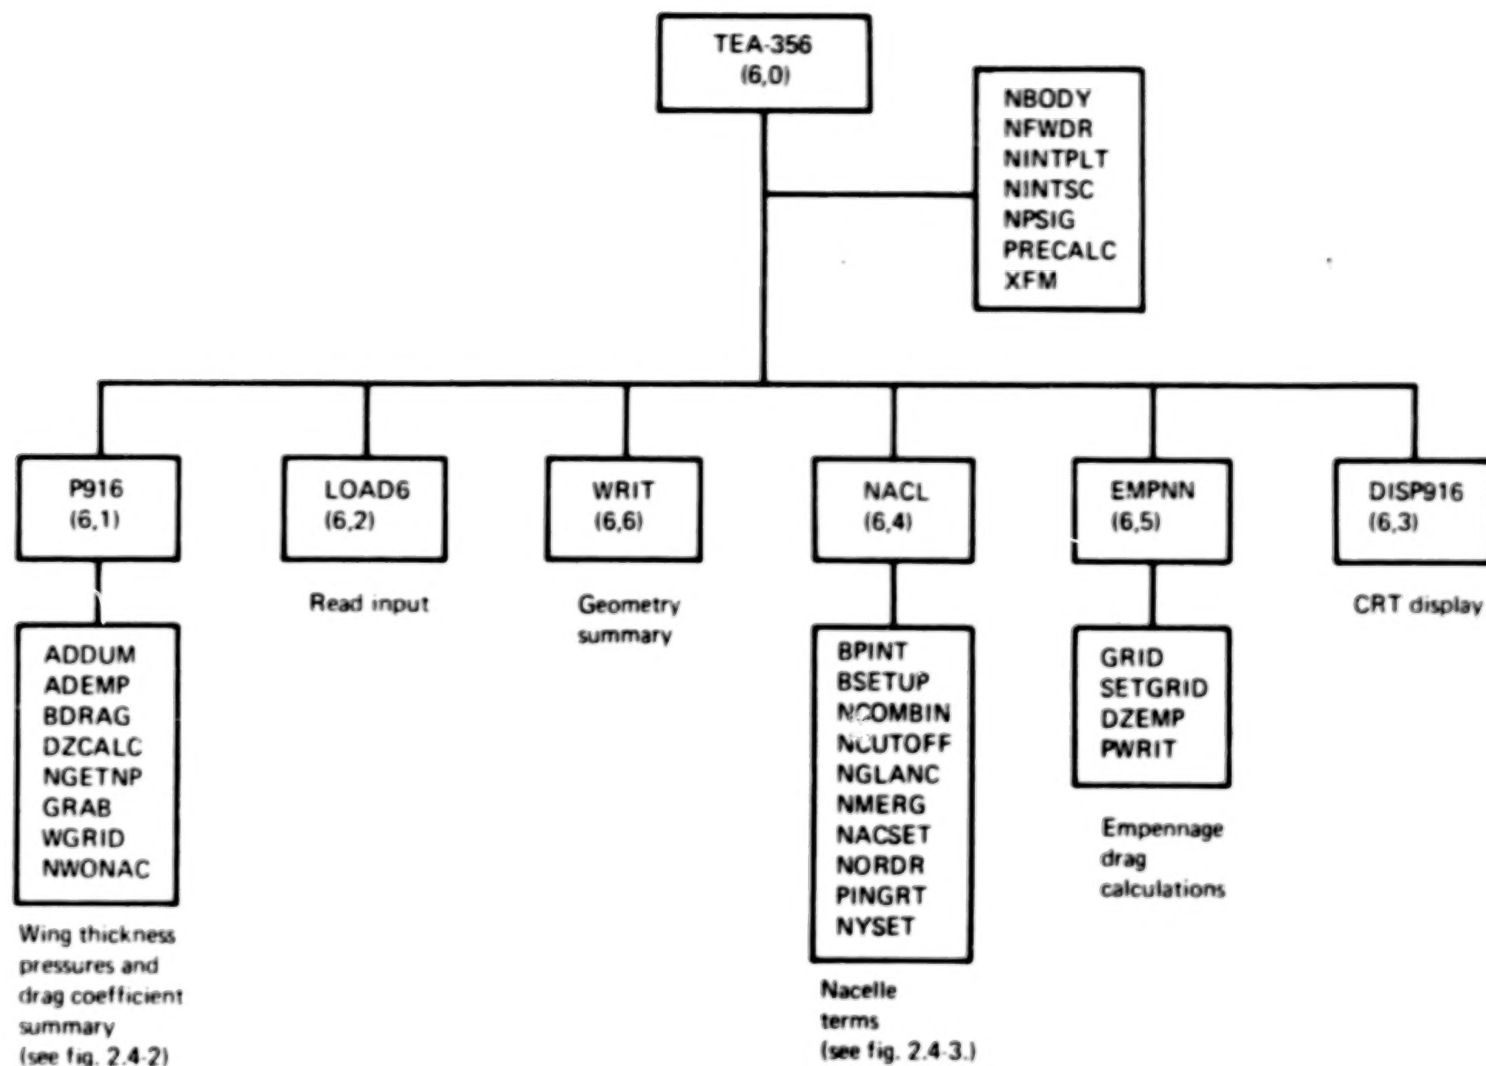 TEA-356
(6,0)
NBODY
NFWDR
NINTPLT
NINTSC
NPSIG
PRECALC
XFM
P916
(6,1)
LOAD6
(6,2)
WRIT
(6,6)
NACL
(6,4)
EMPNN
(6,5)
DISP916
(6,3)
Read input
Geometry
summary
CRT display
ADDUM
ADEMP
BDRAG
DZCALC
NGETNP
GRAB
WGRID
NWONAC
BPINT
BSETUP
NCOMBIN
NCUTOFF
NGLANC
NMERG
NACSET
NORDR
PINGRT
NYSET
GRID
SETGRID
DZEMP
PWRIT
Empennage
drag
calculations
Wing thickness
pressures and
drag coefficient
summary
(see fig. 2.4-2)
Nacelle
terms
(see fig. 2.4-3.)